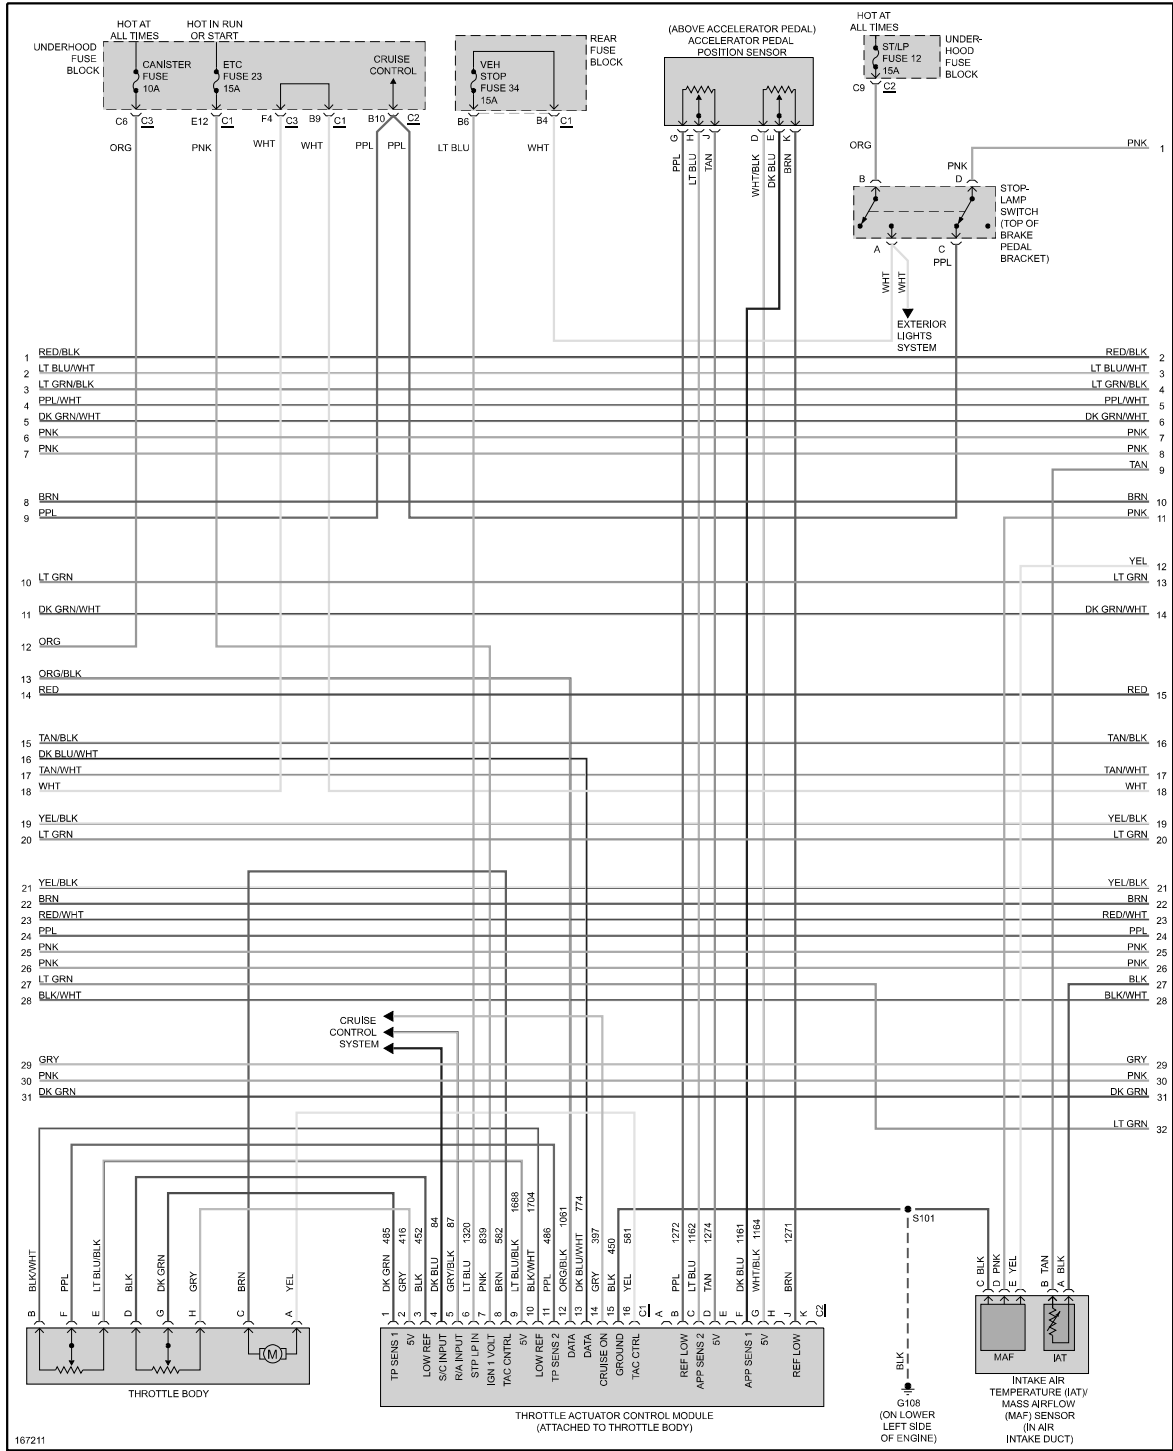 HOT AT
ALL TIMES
HOT IN RUN
OR START
UNDERHOOD
FUSE
BLOCK
CANISTER
FUSE
10A
ETC
FUSE 23
15A
CRUISE
CONTROL
C6 C3
E12 C1
F4 C3
B9 C1
B10 C2
ORG
PNK
WHT
WHT
PPL
PPL
REAR
FUSE
BLOCK
VEH
STOP
FUSE 34
15A
B6
B4 C1
LT BLU
WHT
(ABOVE ACCELERATOR PEDAL)
ACCELERATOR PEDAL
POSITION SENSOR
G
H
J
D
E
K
PPL
LT BLU
TAN
WHT/BLK
DK BLU
BRN
HOT AT
ALL TIMES
ST/LP
FUSE 12
15A
UNDER-
HOOD
FUSE
BLOCK
C9 C2
ORG
PNK 1
PNK
B
D
STOP-
LAMP
SWITCH
(TOP OF
BRAKE
PEDAL
BRACKET)
A
C
PPL
WHT
WHT
EXTERIOR
LIGHTS
SYSTEM
1 RED/BLK RED/BLK 2
2 LT BLU/WHT LT BLU/WHT 3
3 LT GRN/BLK LT GRN/BLK 4
4 PPL/WHT PPL/WHT 5
5 DK GRN/WHT DK GRN/WHT 6
6 PNK PNK 7
7 PNK PNK 8
TAN 9
8 BRN BRN 10
9 PPL PNK 11
YEL 12
10 LT GRN LT GRN 13
11 DK GRN/WHT DK GRN/WHT 14
12 ORG
13 ORG/BLK
14 RED RED 15
15 TAN/BLK TAN/BLK 16
16 DK BLU/WHT
17 TAN/WHT TAN/WHT 17
18 WHT WHT 18
19 YEL/BLK YEL/BLK 19
20 LT GRN LT GRN 20
21 YEL/BLK YEL/BLK 21
22 BRN BRN 22
23 RED/WHT RED/WHT 23
24 PPL PPL 24
25 PNK PNK 25
26 PNK PNK 26
27 LT GRN BLK 27
28 BLK/WHT BLK/WHT 28
CRUISE
CONTROL
SYSTEM
29 GRY GRY 29
30 PNK PNK 30
31 DK GRN DK GRN 31
LT GRN 32
B BLK/WHT
F PPL
E LT BLU/BLK
D BLK
G DK GRN
H GRY
C BRN
A YEL
M
THROTTLE BODY
1 DK GRN 485
2 GRY 416
3 BLK 452
4 DK BLU 84
5 GRY/BLK 87
6 LT BLU 1320
7 PNK 839
8 BRN 582
9 LT BLU/BLK 1688
10 BLK/WHT 1704
11 PPL 486
12 ORG/BLK 1061
13 DK BLU/WHT 774
14 GRY 397
15 BLK 450
16 YEL 581
C1
A
B PPL 1272
C LT BLU 1162
D TAN 1274
E
F DK BLU 1161
G WHT/BLK 1164
H
J BRN 1271
K
C2
TP SENS 1
5V
LOW REF
S/C INPUT
R/A INPUT
STP LP IN
IGN 1 VOLT
TAC CNTRL
5V
LOW REF
TP SENS 2
DATA
DATA
CRUISE ON
GROUND
TAC CTRL
REF LOW
APP SENS 2
5V
APP SENS 1
5V
REF LOW
THROTTLE ACTUATOR CONTROL MODULE
(ATTACHED TO THROTTLE BODY)
S101
BLK
G108
(ON LOWER
LEFT SIDE
OF ENGINE)
C BLK
D PNK
E YEL
B TAN
A BLK
MAF
IAT
INTAKE AIR
TEMPERATURE (IAT)/
MASS AIRFLOW
(MAF) SENSOR
(IN AIR
INTAKE DUCT)
167211